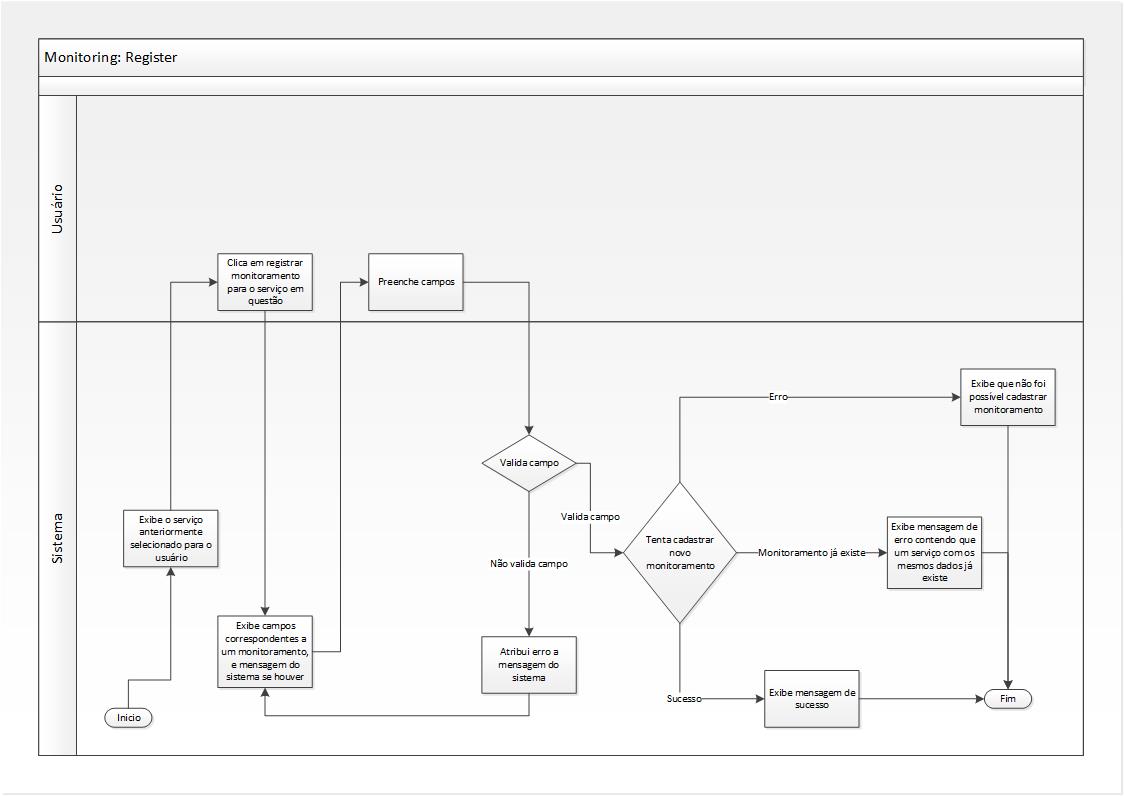 Monitoring: Register
Usuário
Clica em registrar
monitoramento
para o serviço em
questão
Preenche campos
Sistema
Exibe que não foi
possível cadastrar
monitoramento
Erro
Valida campo
Valida campo
Exibe o serviço
anteriormente
selecionado para o
usuário
Tenta cadastrar
novo
monitoramento
Monitoramento já existe
Exibe mensagem de
erro contendo que
um serviço com os
mesmos dados já
existe
Não valida campo
Exibe campos
correspondentes a
um monitoramento,
e mensagem do
sistema se houver
Atribui erro a
mensagem do
sistema
Sucesso
Exibe mensagem de
sucesso
Fim
Inicio